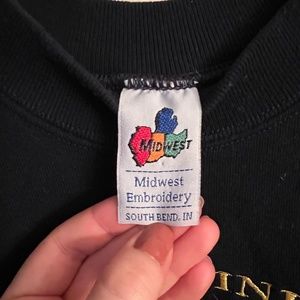 MIDWEST
Midwest
Embroidery
SOUTH BEND, IN